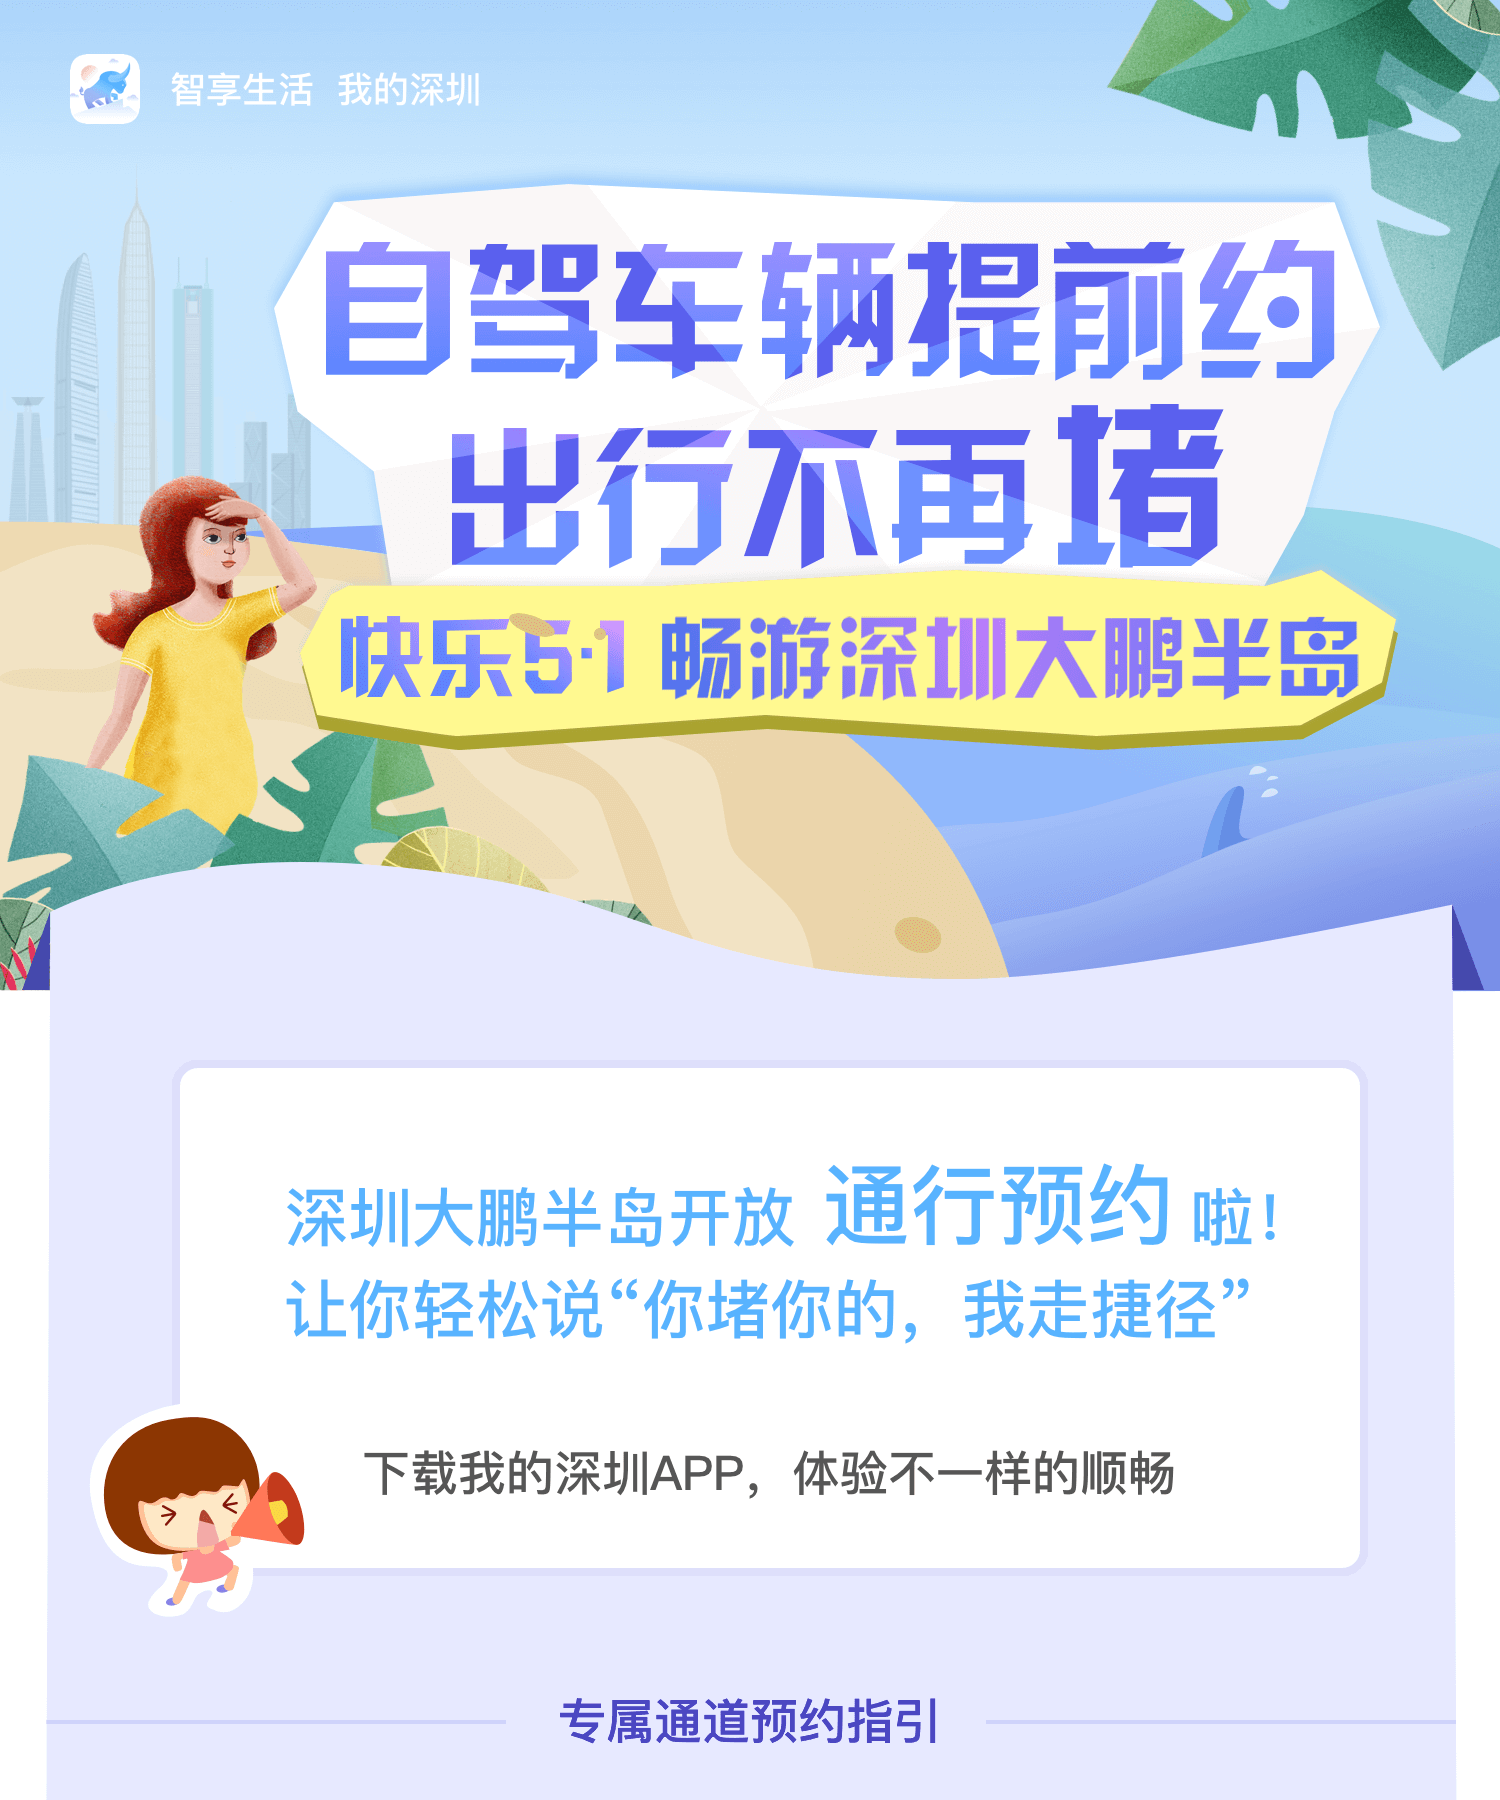 智享生活 我的深圳
自驾车辆提前约
出行不再堵
快乐5·1 畅游深圳大鹏半岛
深圳大鹏半岛开放 通行预约 啦！
让你轻松说“你堵你的，我走捷径”
下载我的深圳APP，体验不一样的顺畅
专属通道预约指引